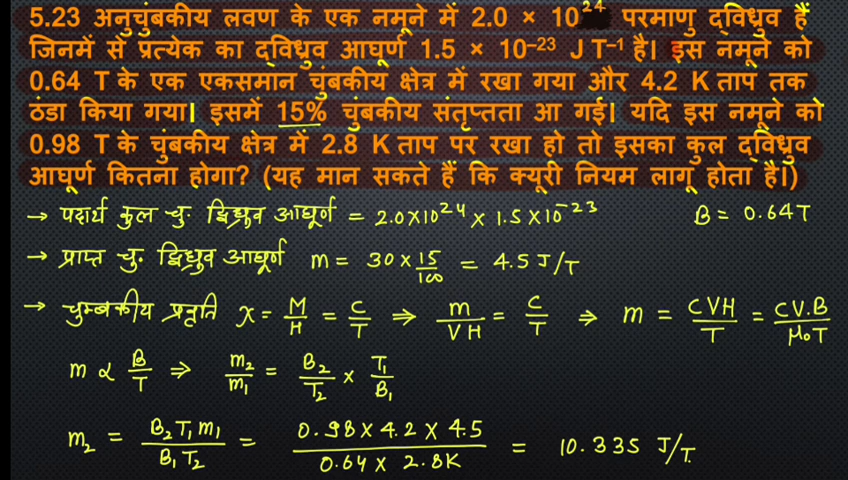 5.23 अनुचुंबकीय लवण के एक नमूने में 2.0 × 10²⁴ परमाणु द्विध्रुव हैं
जिनमें से प्रत्येक का द्विध्रुव आघूर्ण 1.5 × 10⁻²³ J T⁻¹ है। इस नमूने को
0.64 T के एक एकसमान चुंबकीय क्षेत्र में रखा गया और 4.2 K ताप तक
ठंडा किया गया। इसमें 15% चुंबकीय संतृप्तता आ गई। यदि इस नमूने को
0.98 T के चुंबकीय क्षेत्र में 2.8 K ताप पर रखा हो तो इसका कुल द्विध्रुव
आघूर्ण कितना होगा? (यह मान सकते हैं कि क्यूरी नियम लागू होता है।)
→ पदार्थ कुल चु. द्विध्रुव आघूर्ण = 2.0×10²⁴ × 1.5×10⁻²³ B = 0.64T
→ प्राप्त चु. द्विध्रुव आघूर्ण m = 30 × 15/100 = 4.5 J/T
→ चुम्बकीय प्रवृति χ = M/H = C/T ⇒ m/VH = C/T ⇒ m = CVH/T = CV.B/μ₀T
m ∝ B/T ⇒ m₂/m₁ = B₂/T₂ × T₁/B₁
m₂ = B₂T₁m₁/B₁T₂ = 0.98×4.2×4.5/0.64×2.8K = 10.335 J/T.